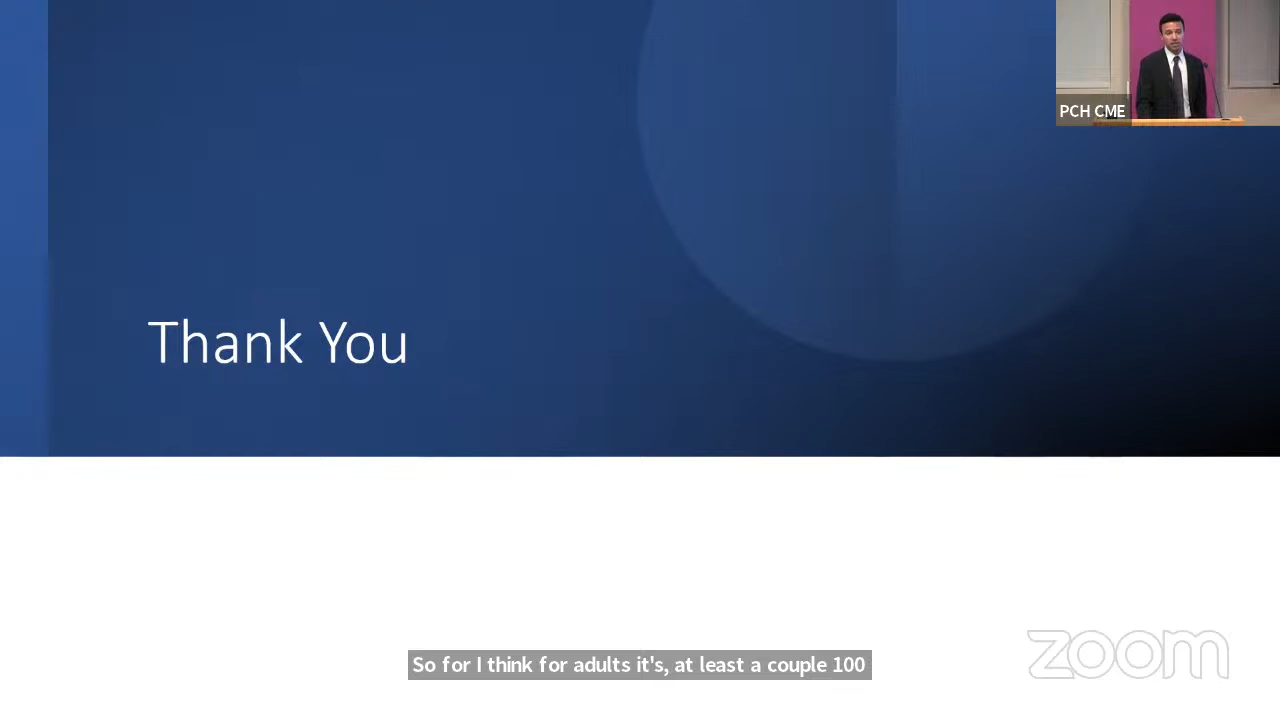 PCH CME
Thank You
So for I think for adults it's, at least a couple 100
zoom